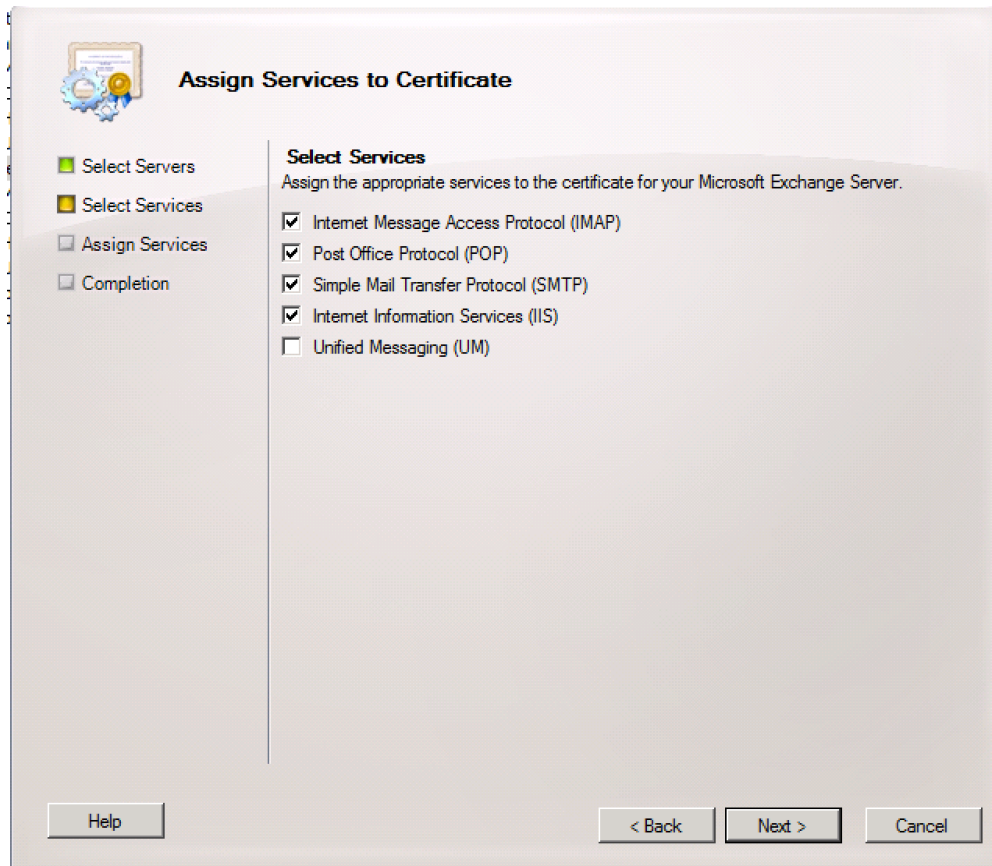 Assign Services to Certificate
Select Servers
Select Services
Assign Services
Completion
Select Services
Assign the appropriate services to the certificate for your Microsoft Exchange Server.
Internet Message Access Protocol (IMAP)
Post Office Protocol (POP)
Simple Mail Transfer Protocol (SMTP)
Internet Information Services (IIS)
Unified Messaging (UM)
Help
< Back
Next >
Cancel